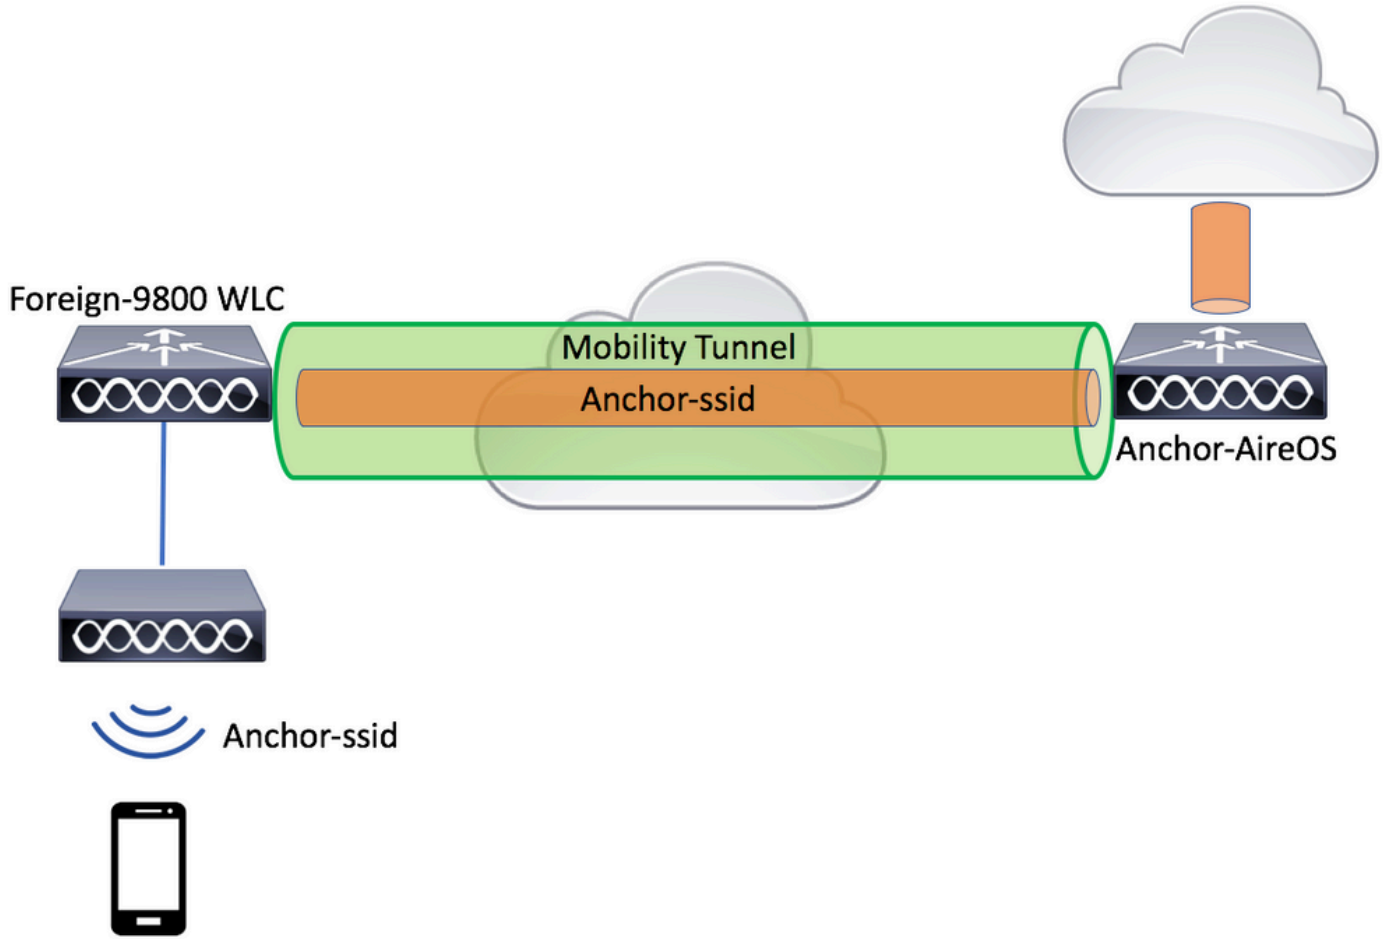 Foreign-9800 WLC
Mobility Tunnel
Anchor-ssid
Anchor-AireOS
Anchor-ssid